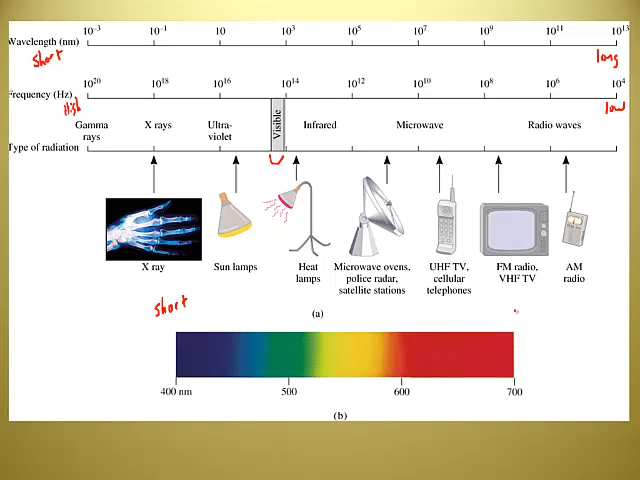 10⁻³ 10⁻¹ 10 10³ 10⁵ 10⁷ 10⁹ 10¹¹ 10¹³
Wavelength (nm)
short long
10²⁰ 10¹⁸ 10¹⁶ 10¹⁴ 10¹² 10¹⁰ 10⁸ 10⁶ 10⁴
Frequency (Hz)
High low
Gamma rays X rays Ultra-violet Visible Infrared Microwave Radio waves
Type of radiation
X ray Sun lamps Heat lamps Microwave ovens, police radar, satellite stations UHF TV, cellular telephones FM radio, VHF TV AM radio
short
(a)
400 nm 500 600 700
(b)